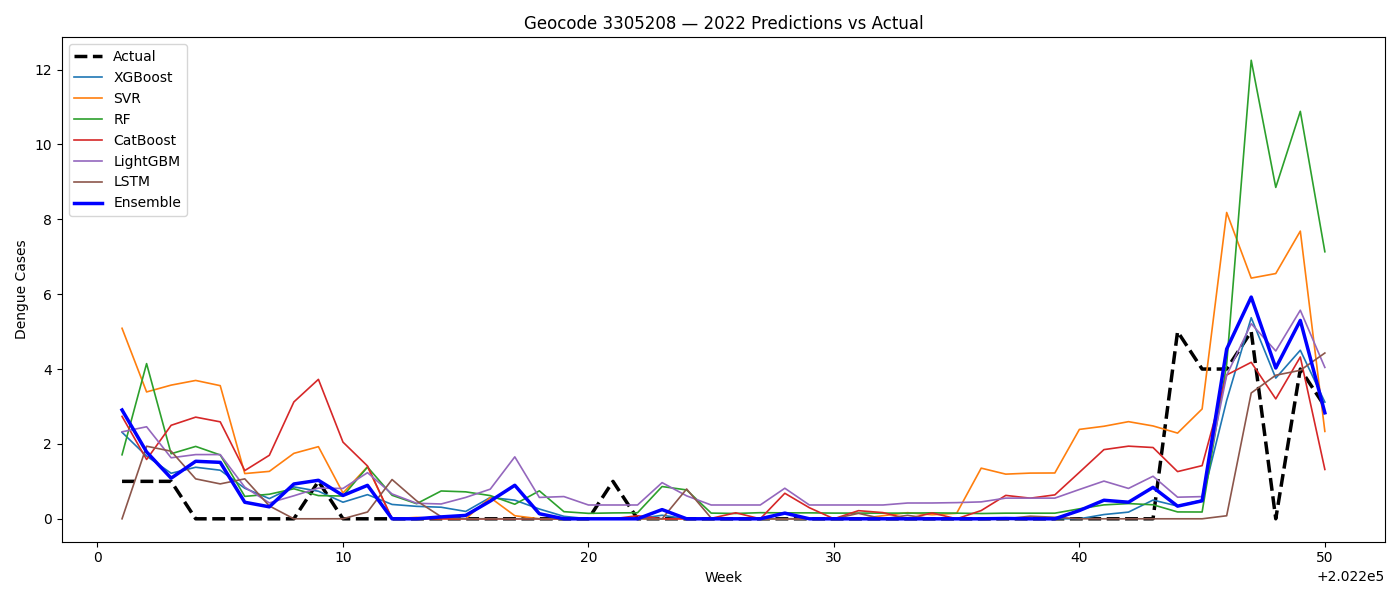 Geocode 3305208 — 2022 Predictions vs Actual
Actual
XGBoost
SVR
RF
CatBoost
LightGBM
LSTM
Ensemble
Dengue Cases
12
10
8
6
4
2
0
0 10 20 30 40 50
Week
+2.022e5